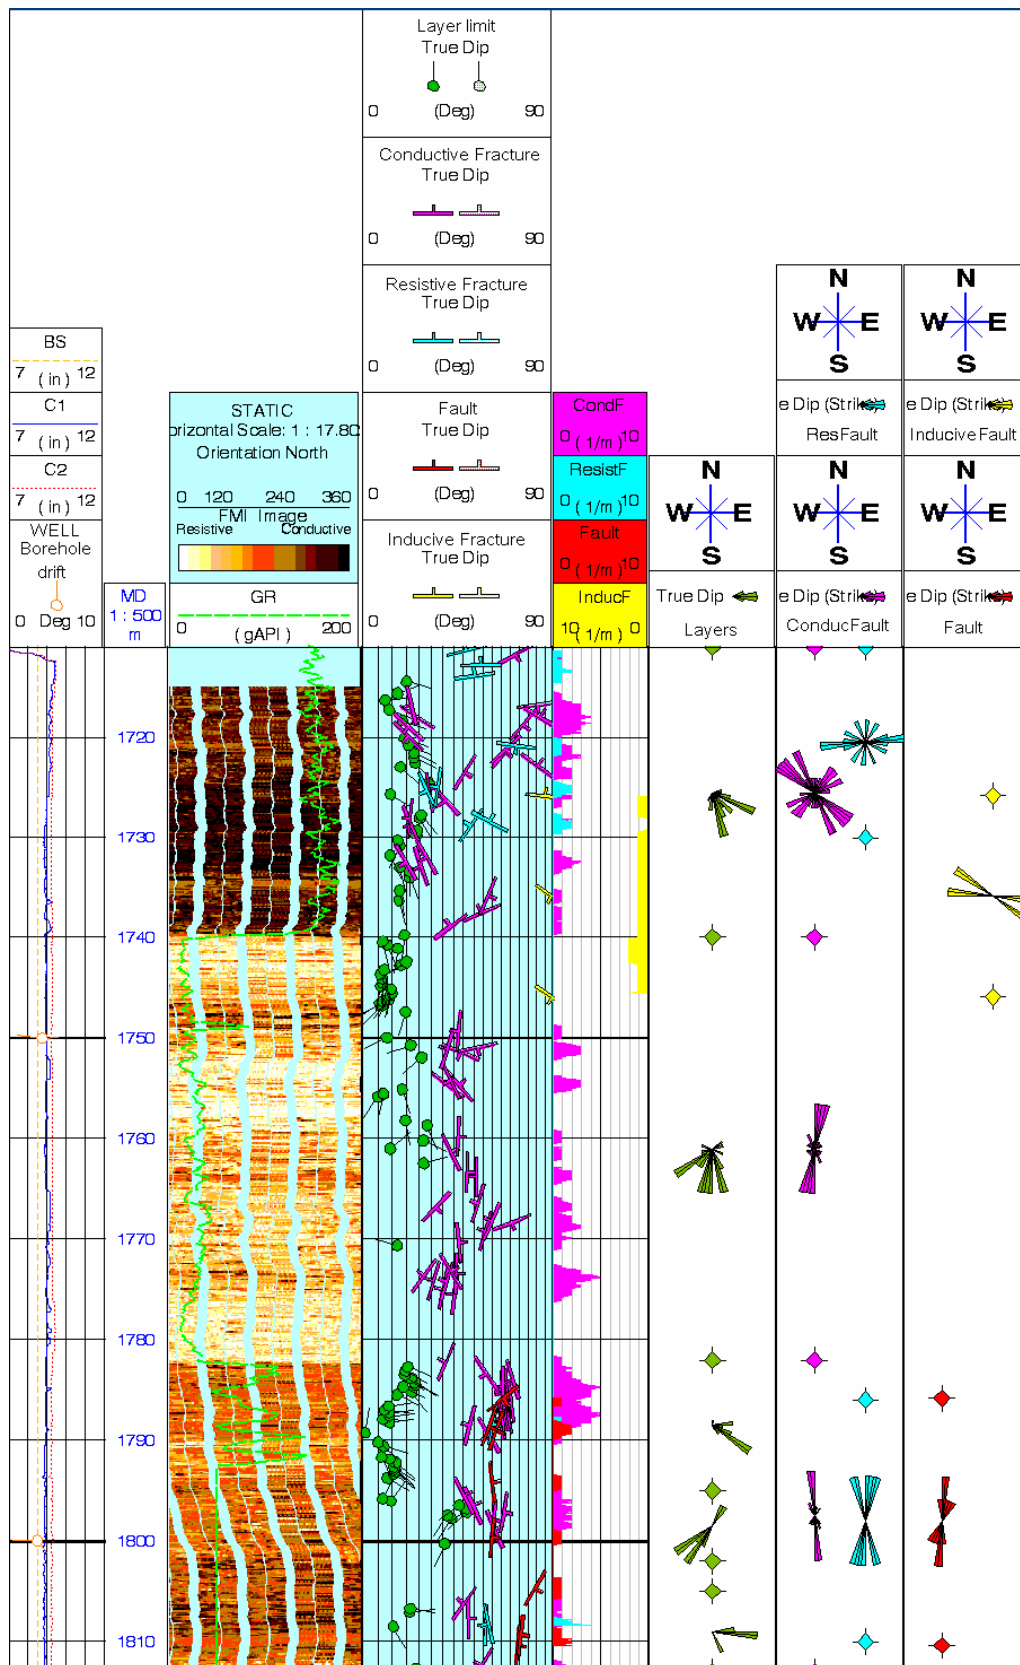 Layer limit
True Dip
0 (Deg) 90
Conductive Fracture
True Dip
0 (Deg) 90
Resistive Fracture
True Dip
0 (Deg) 90
Fault
True Dip
0 (Deg) 90
Inducive Fracture
True Dip
0 (Deg) 90
BS
7 (in) 12
C1
7 (in) 12
C2
7 (in) 12
WELL
Borehole
drift
0 Deg 10
MD
1 : 500
m
STATIC
orizontal Scale: 1 : 17.80
Orientation North
0 120 240 360
FMI Image
Resistive Conductive
GR
0 (gAPI) 200
CondF
0 (1/m) 10
ResistF
0 (1/m) 10
Fault
0 (1/m) 10
InducF
10 (1/m) 0
N
W E
S
True Dip
Layers
N
W E
S
e Dip (Strike
ResFault
N
W E
S
e Dip (Strike
ConducFault
N
W E
S
e Dip (Strike
Inducive Fault
N
W E
S
e Dip (Strike
Fault
1720
1730
1740
1750
1760
1770
1780
1790
1800
1810